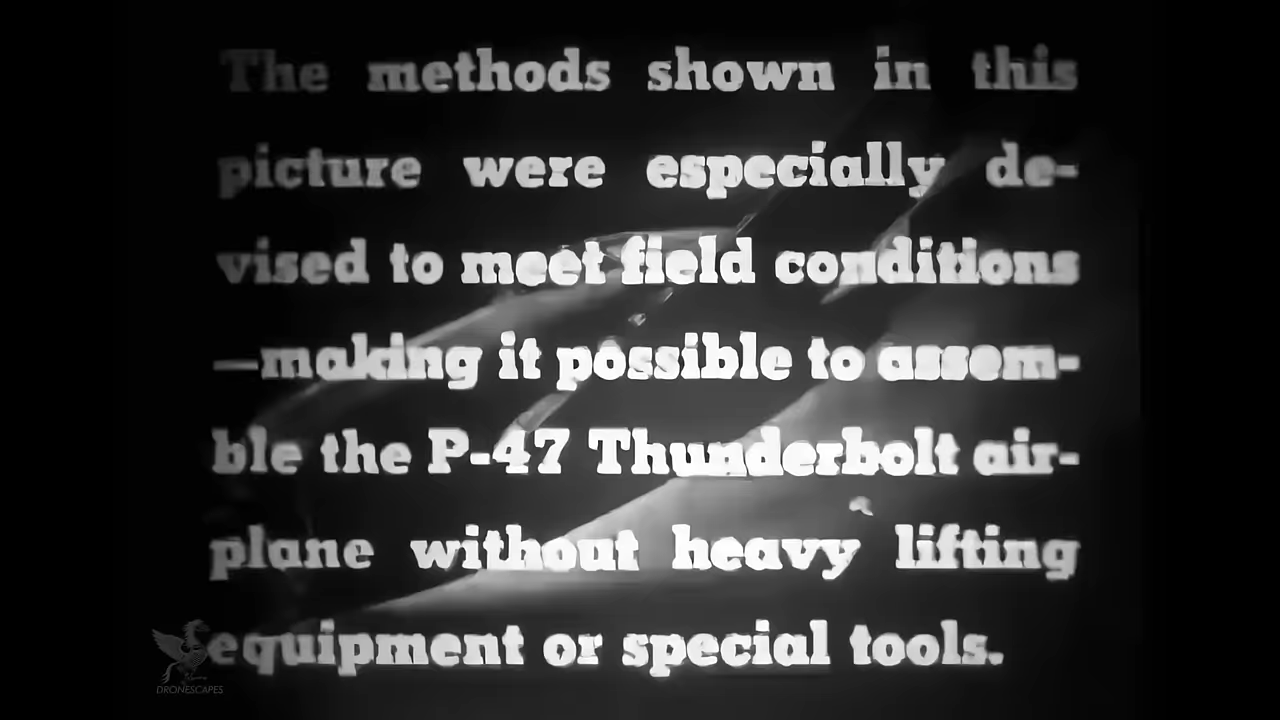 The methods shown in this
picture were especially de-
vised to meet field conditions
—making it possible to assem-
ble the P-47 Thunderbolt air-
plane without heavy lifting
equipment or special tools.
DRONESCAPES